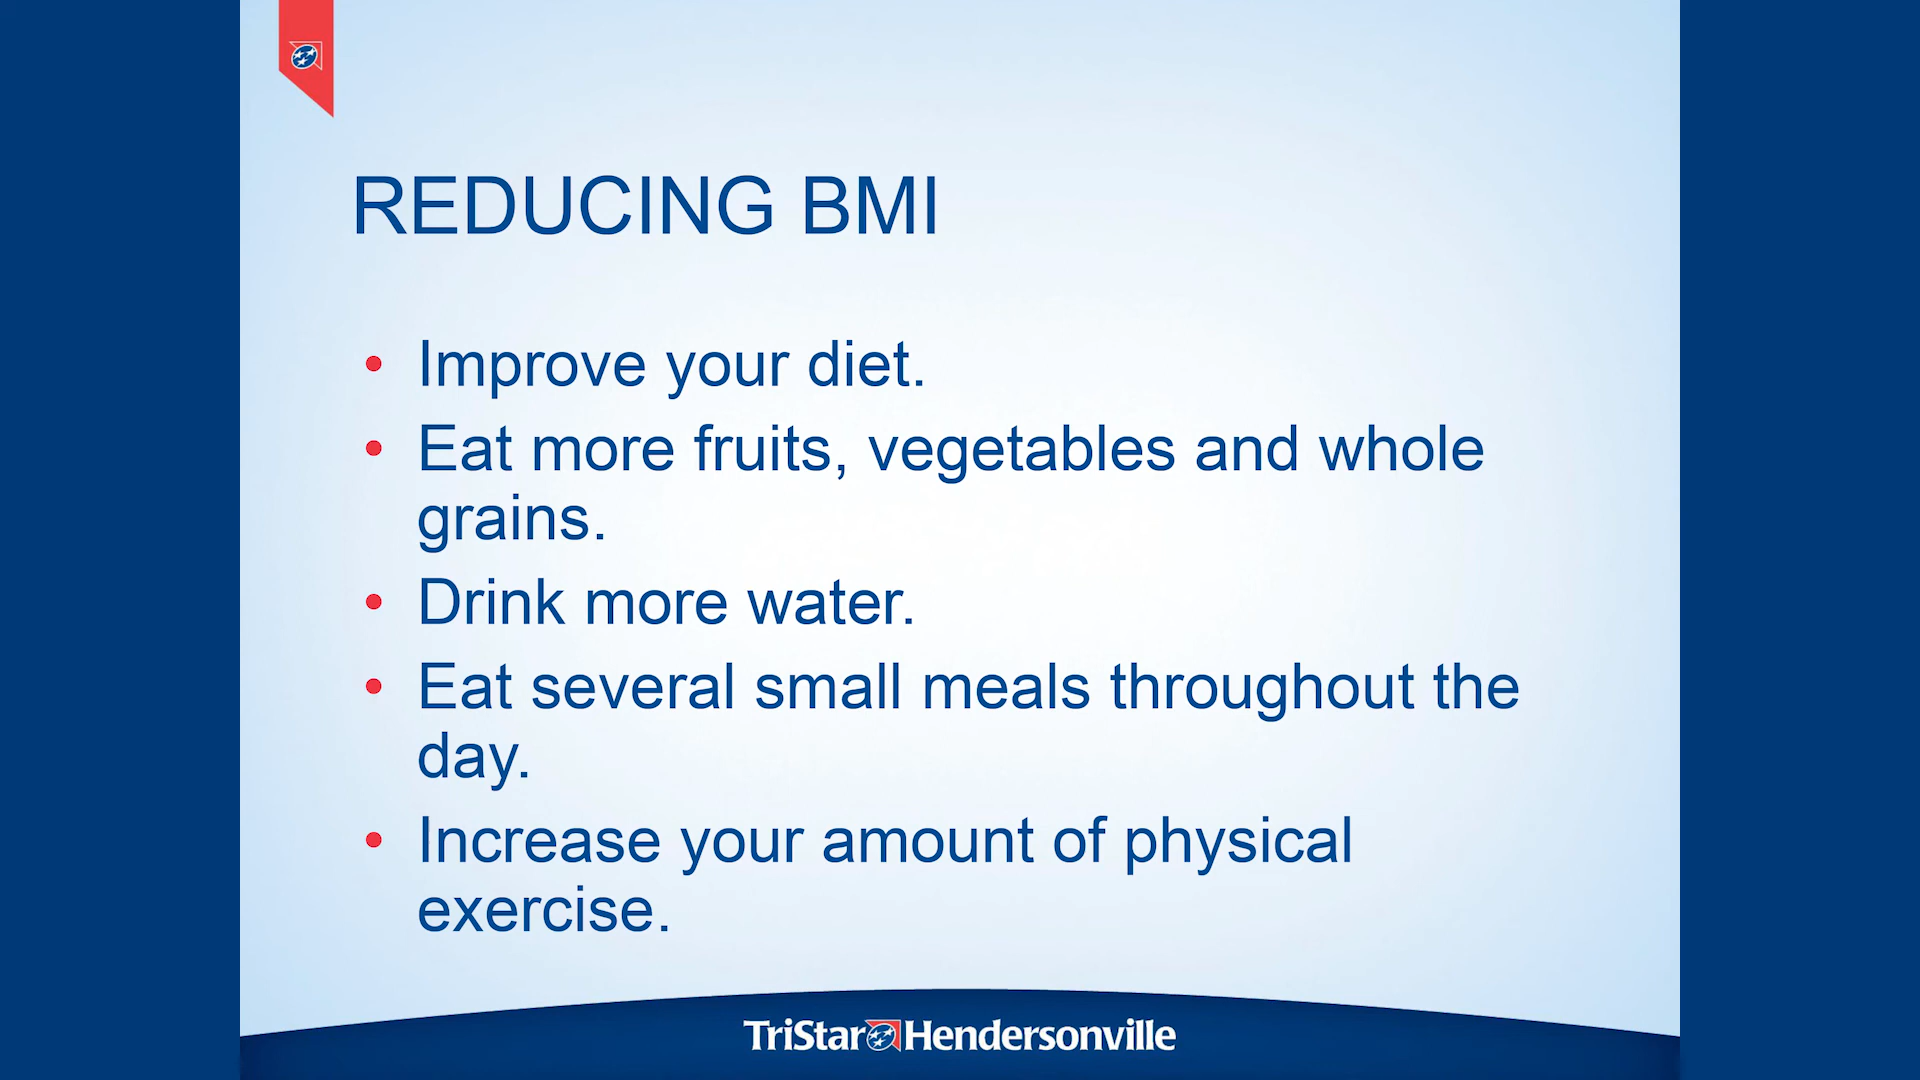 REDUCING BMI
• Improve your diet.
• Eat more fruits, vegetables and whole
grains.
• Drink more water.
• Eat several small meals throughout the
day.
• Increase your amount of physical
exercise.
TriStar Hendersonville